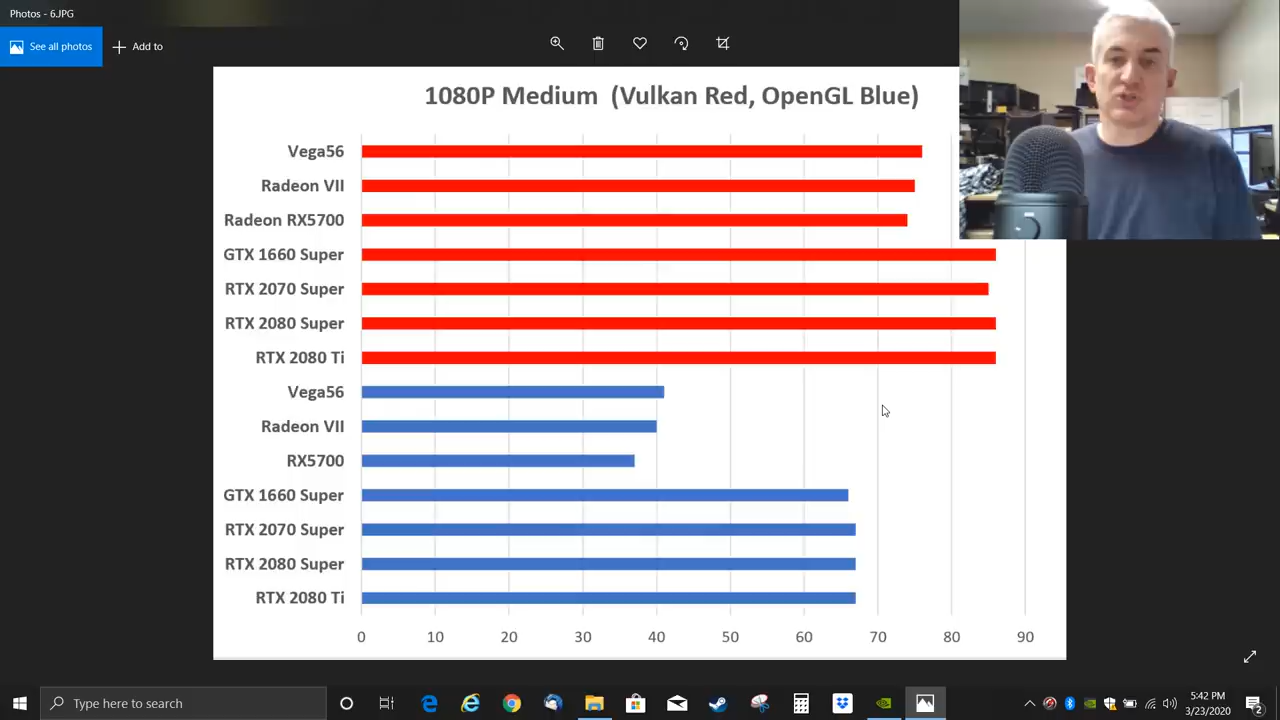 Photos - 6.JPG
See all photos
Add to
1080P Medium (Vulkan Red, OpenGL Blue)
Vega56
Radeon VII
Radeon RX5700
GTX 1660 Super
RTX 2070 Super
RTX 2080 Super
RTX 2080 Ti
Vega56
Radeon VII
RX5700
GTX 1660 Super
RTX 2070 Super
RTX 2080 Super
RTX 2080 Ti
0 10 20 30 40 50 60 70 80 90
Type here to search
5:42 PM
3/23/2020
2